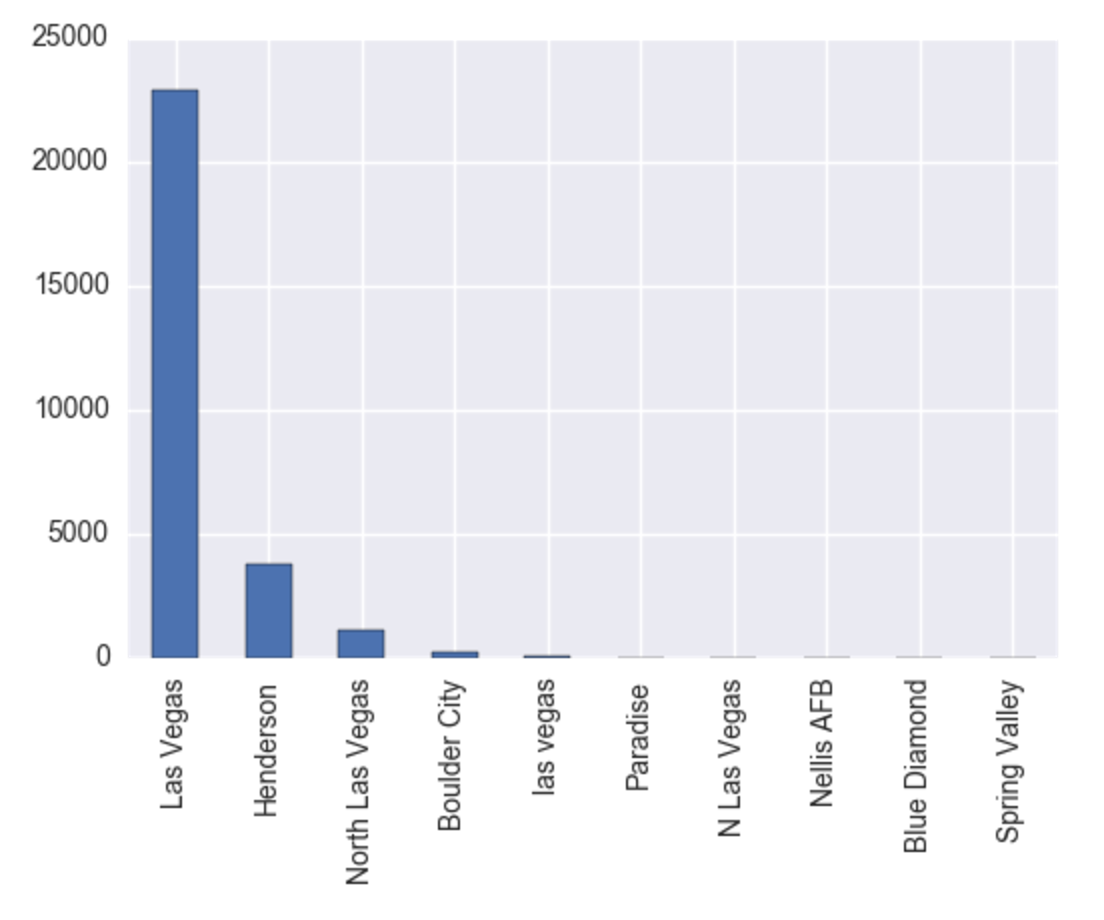 25000
20000
15000
10000
5000
0
Las Vegas
Henderson
North Las Vegas
Boulder City
las vegas
Paradise
N Las Vegas
Nellis AFB
Blue Diamond
Spring Valley